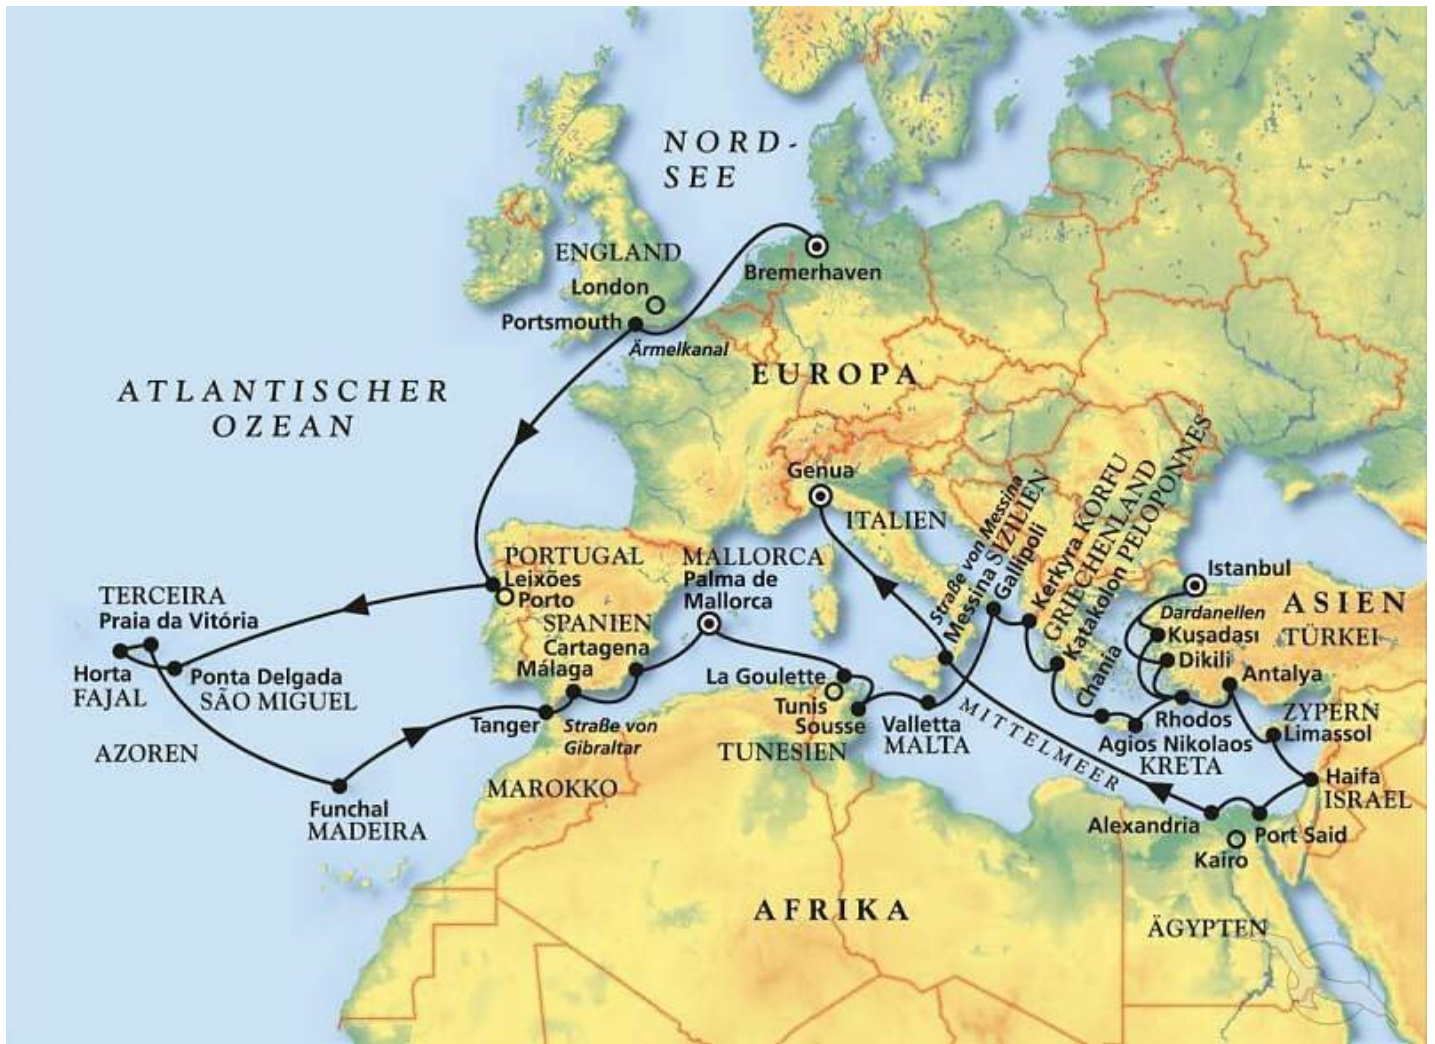 NORD-
SEE
ENGLAND
London
Bremerhaven
Portsmouth
Ärmelkanal
EUROPA
ATLANTISCHER
OZEAN
Genua
ITALIEN
Straße von Messina
Messina SIZILIEN
Gallipoli
Kerkyra KORFU
GRIECHENLAND
Katakolon PELOPONNES
PORTUGAL
Leixões
Porto
MALLORCA
Palma de
Mallorca
Istanbul
Dardanellen
ASIEN
TÜRKEI
TERCEIRA
Praia da Vitória
SPANIEN
Cartagena
Málaga
Kuşadası
Dikili
Antalya
Horta
FAJAL
Ponta Delgada
SÃO MIGUEL
La Goulette
Tunis
Sousse
TUNESIEN
Chania
Rhodos
ZYPERN
Limassol
Tanger
Straße von
Gibraltar
Valletta
MALTA
MITTELMEER
Agios Nikolaos
KRETA
AZOREN
MAROKKO
Haifa
ISRAEL
Funchal
MADEIRA
Alexandria
Port Said
Kairo
AFRIKA
ÄGYPTEN